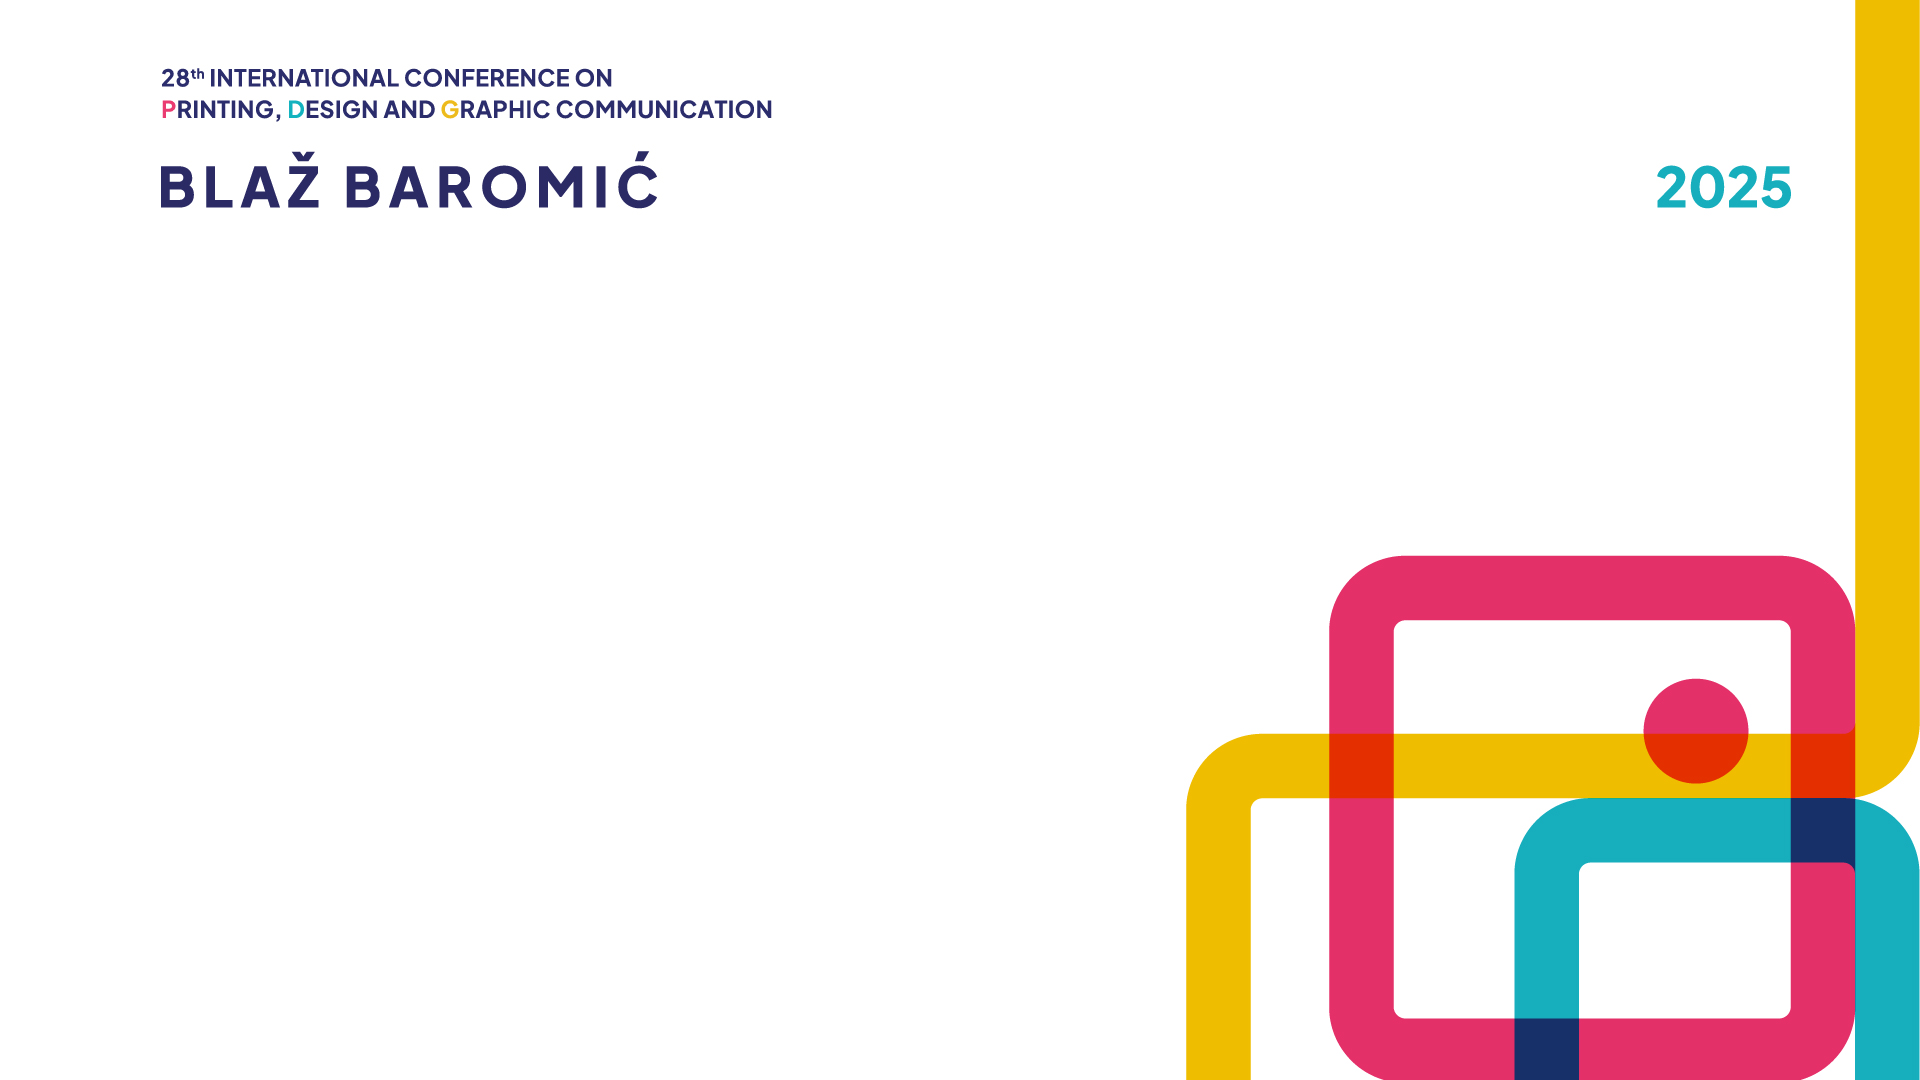 28th INTERNATIONAL CONFERENCE ON
PRINTING, DESIGN AND GRAPHIC COMMUNICATION
BLAŽ BAROMIĆ
2025